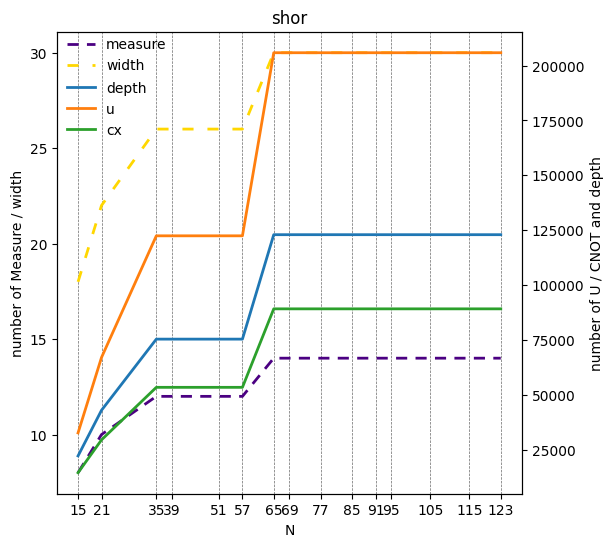 shor
number of Measure / width
30
25
20
15
10
measure
width
depth
u
cx
200000
175000
150000
125000
100000
75000
50000
25000
number of U / CNOT and depth
15 21 35 39 51 57 65 69 77 85 91 95 105 115 123
N